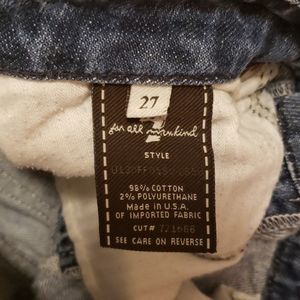 27
7
for all mankind
STYLE
98% COTTON
2% POLYURETHANE
Made in U.S.A.
OF IMPORTED FABRIC
CUT#
SEE CARE ON REVERSE